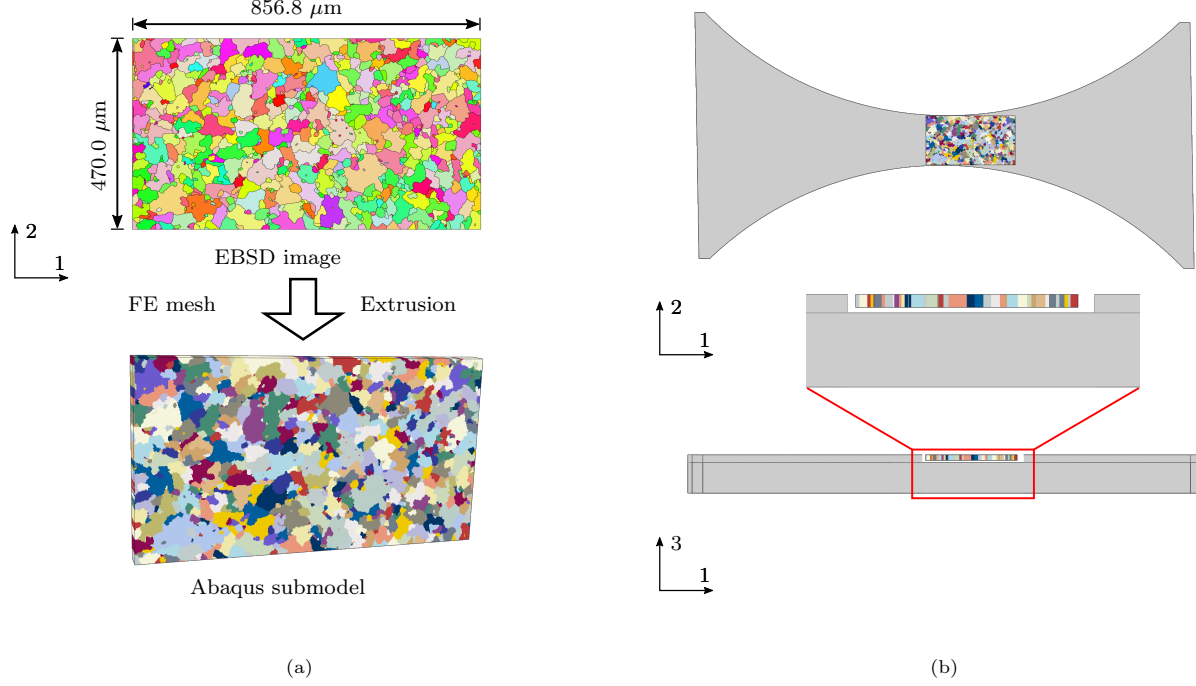 856.8 μm
470.0 μm
2
1
EBSD image
FE mesh
Extrusion
Abaqus submodel
(a)
2
1
3
1
(b)